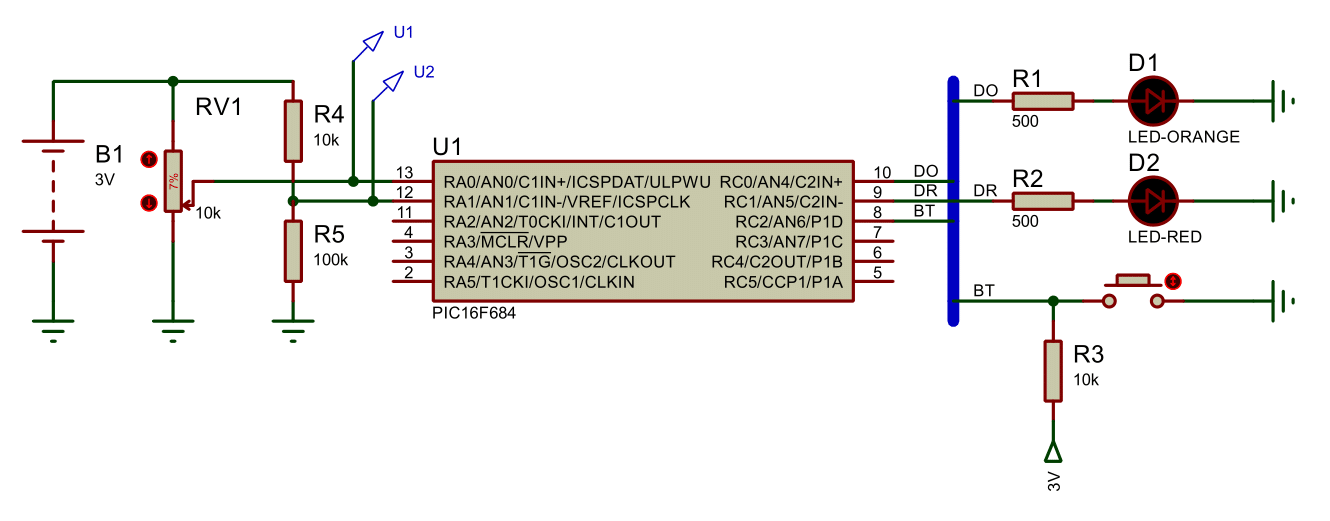 U1
U2
RV1
10k
7%
B1
3V
R4
10k
R5
100k
U1
13
12
11
4
3
2
RA0/AN0/C1IN+/ICSPDAT/ULPWU
RA1/AN1/C1IN-/VREF/ICSPCLK
RA2/AN2/T0CKI/INT/C1OUT
RA3/MCLR/VPP
RA4/AN3/T1G/OSC2/CLKOUT
RA5/T1CKI/OSC1/CLKIN
RC0/AN4/C2IN+
RC1/AN5/C2IN-
RC2/AN6/P1D
RC3/AN7/P1C
RC4/C2OUT/P1B
RC5/CCP1/P1A
10
9
8
7
6
5
PIC16F684
DO
DR
BT
DO
R1
500
D1
LED-ORANGE
DR
R2
500
D2
LED-RED
BT
R3
10k
3V